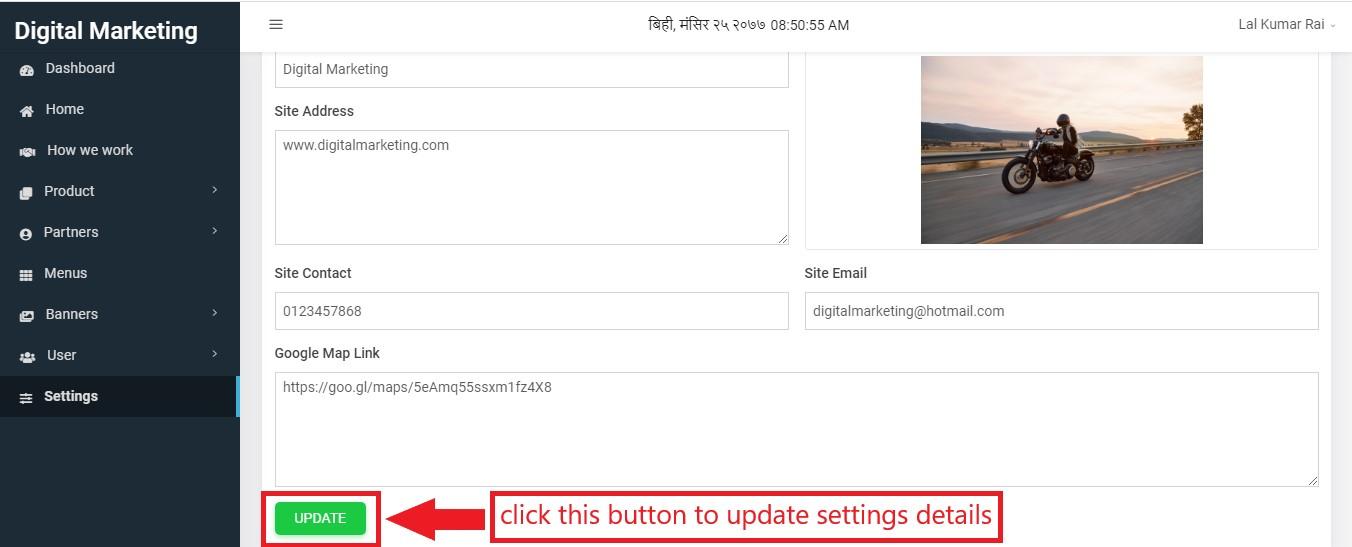 Digital Marketing
बिही, मंसिर २५ २०७७ 08:50:55 AM
Lal Kumar Rai
Dashboard
Home
How we work
Product
Partners
Menus
Banners
User
Settings
Digital Marketing
Site Address
www.digitalmarketing.com
Site Contact
Site Email
0123457868
digitalmarketing@hotmail.com
Google Map Link
https://goo.gl/maps/5eAmq55ssxm1fz4X8
UPDATE
click this button to update settings details